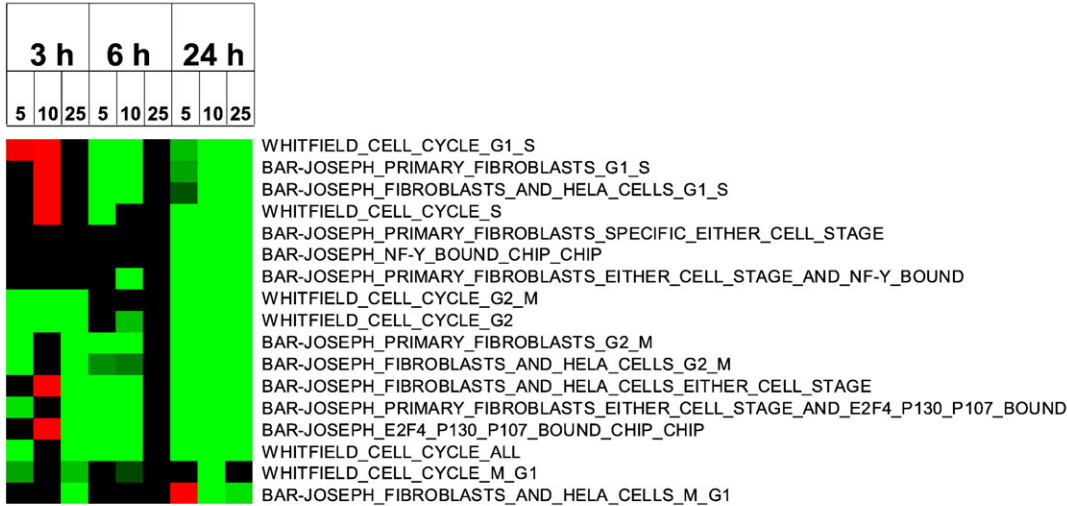 3 h 6 h 24 h
5 10 25 5 10 25 5 10 25
WHITFIELD_CELL_CYCLE_G1_S
BAR-JOSEPH_PRIMARY_FIBROBLASTS_G1_S
BAR-JOSEPH_FIBROBLASTS_AND_HELA_CELLS_G1_S
WHITFIELD_CELL_CYCLE_S
BAR-JOSEPH_PRIMARY_FIBROBLASTS_SPECIFIC_EITHER_CELL_STAGE
BAR-JOSEPH_NF-Y_BOUND_CHIP_CHIP
BAR-JOSEPH_PRIMARY_FIBROBLASTS_EITHER_CELL_STAGE_AND_NF-Y_BOUND
WHITFIELD_CELL_CYCLE_G2_M
WHITFIELD_CELL_CYCLE_G2
BAR-JOSEPH_PRIMARY_FIBROBLASTS_G2_M
BAR-JOSEPH_FIBROBLASTS_AND_HELA_CELLS_G2_M
BAR-JOSEPH_FIBROBLASTS_AND_HELA_CELLS_EITHER_CELL_STAGE
BAR-JOSEPH_PRIMARY_FIBROBLASTS_EITHER_CELL_STAGE_AND_E2F4_P130_P107_BOUND
BAR-JOSEPH_E2F4_P130_P107_BOUND_CHIP_CHIP
WHITFIELD_CELL_CYCLE_ALL
WHITFIELD_CELL_CYCLE_M_G1
BAR-JOSEPH_FIBROBLASTS_AND_HELA_CELLS_M_G1